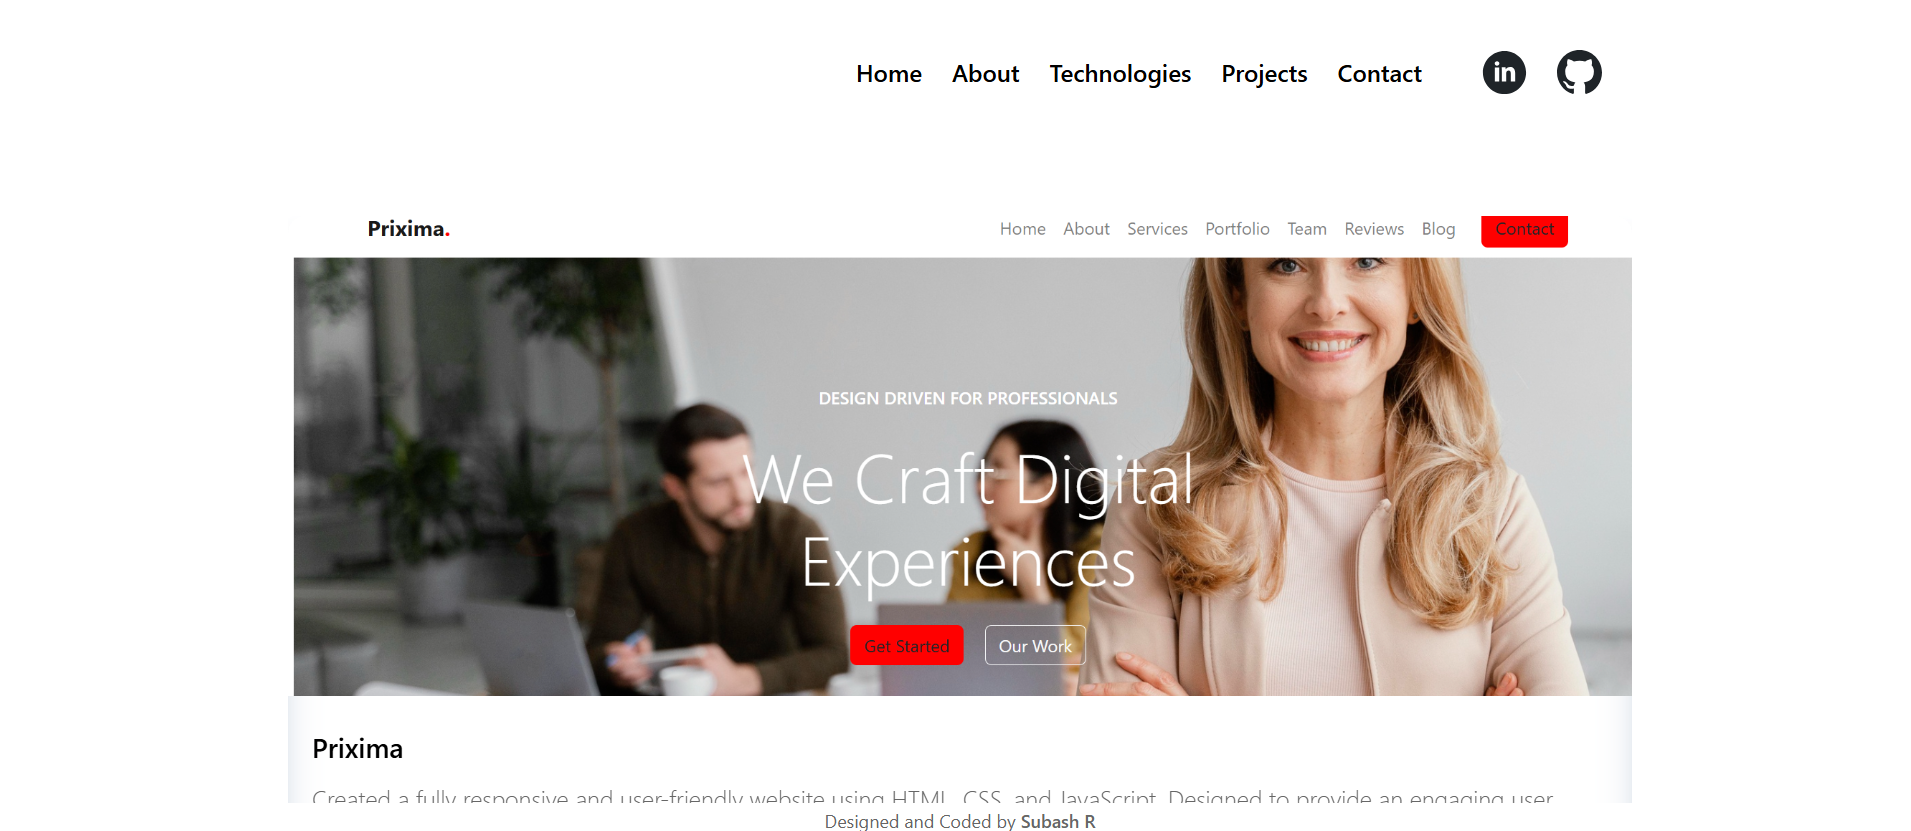 Home About Technologies Projects Contact in
Prixima. Home About Services Portfolio Team Reviews Blog Contact
DESIGN DRIVEN FOR PROFESSIONALS
We Craft Digital
Experiences
Get Started Our Work
Prixima
Created a fully responsive and user-friendly website using HTML, CSS, and JavaScript. Designed to provide an engaging user
Designed and Coded by Subash R